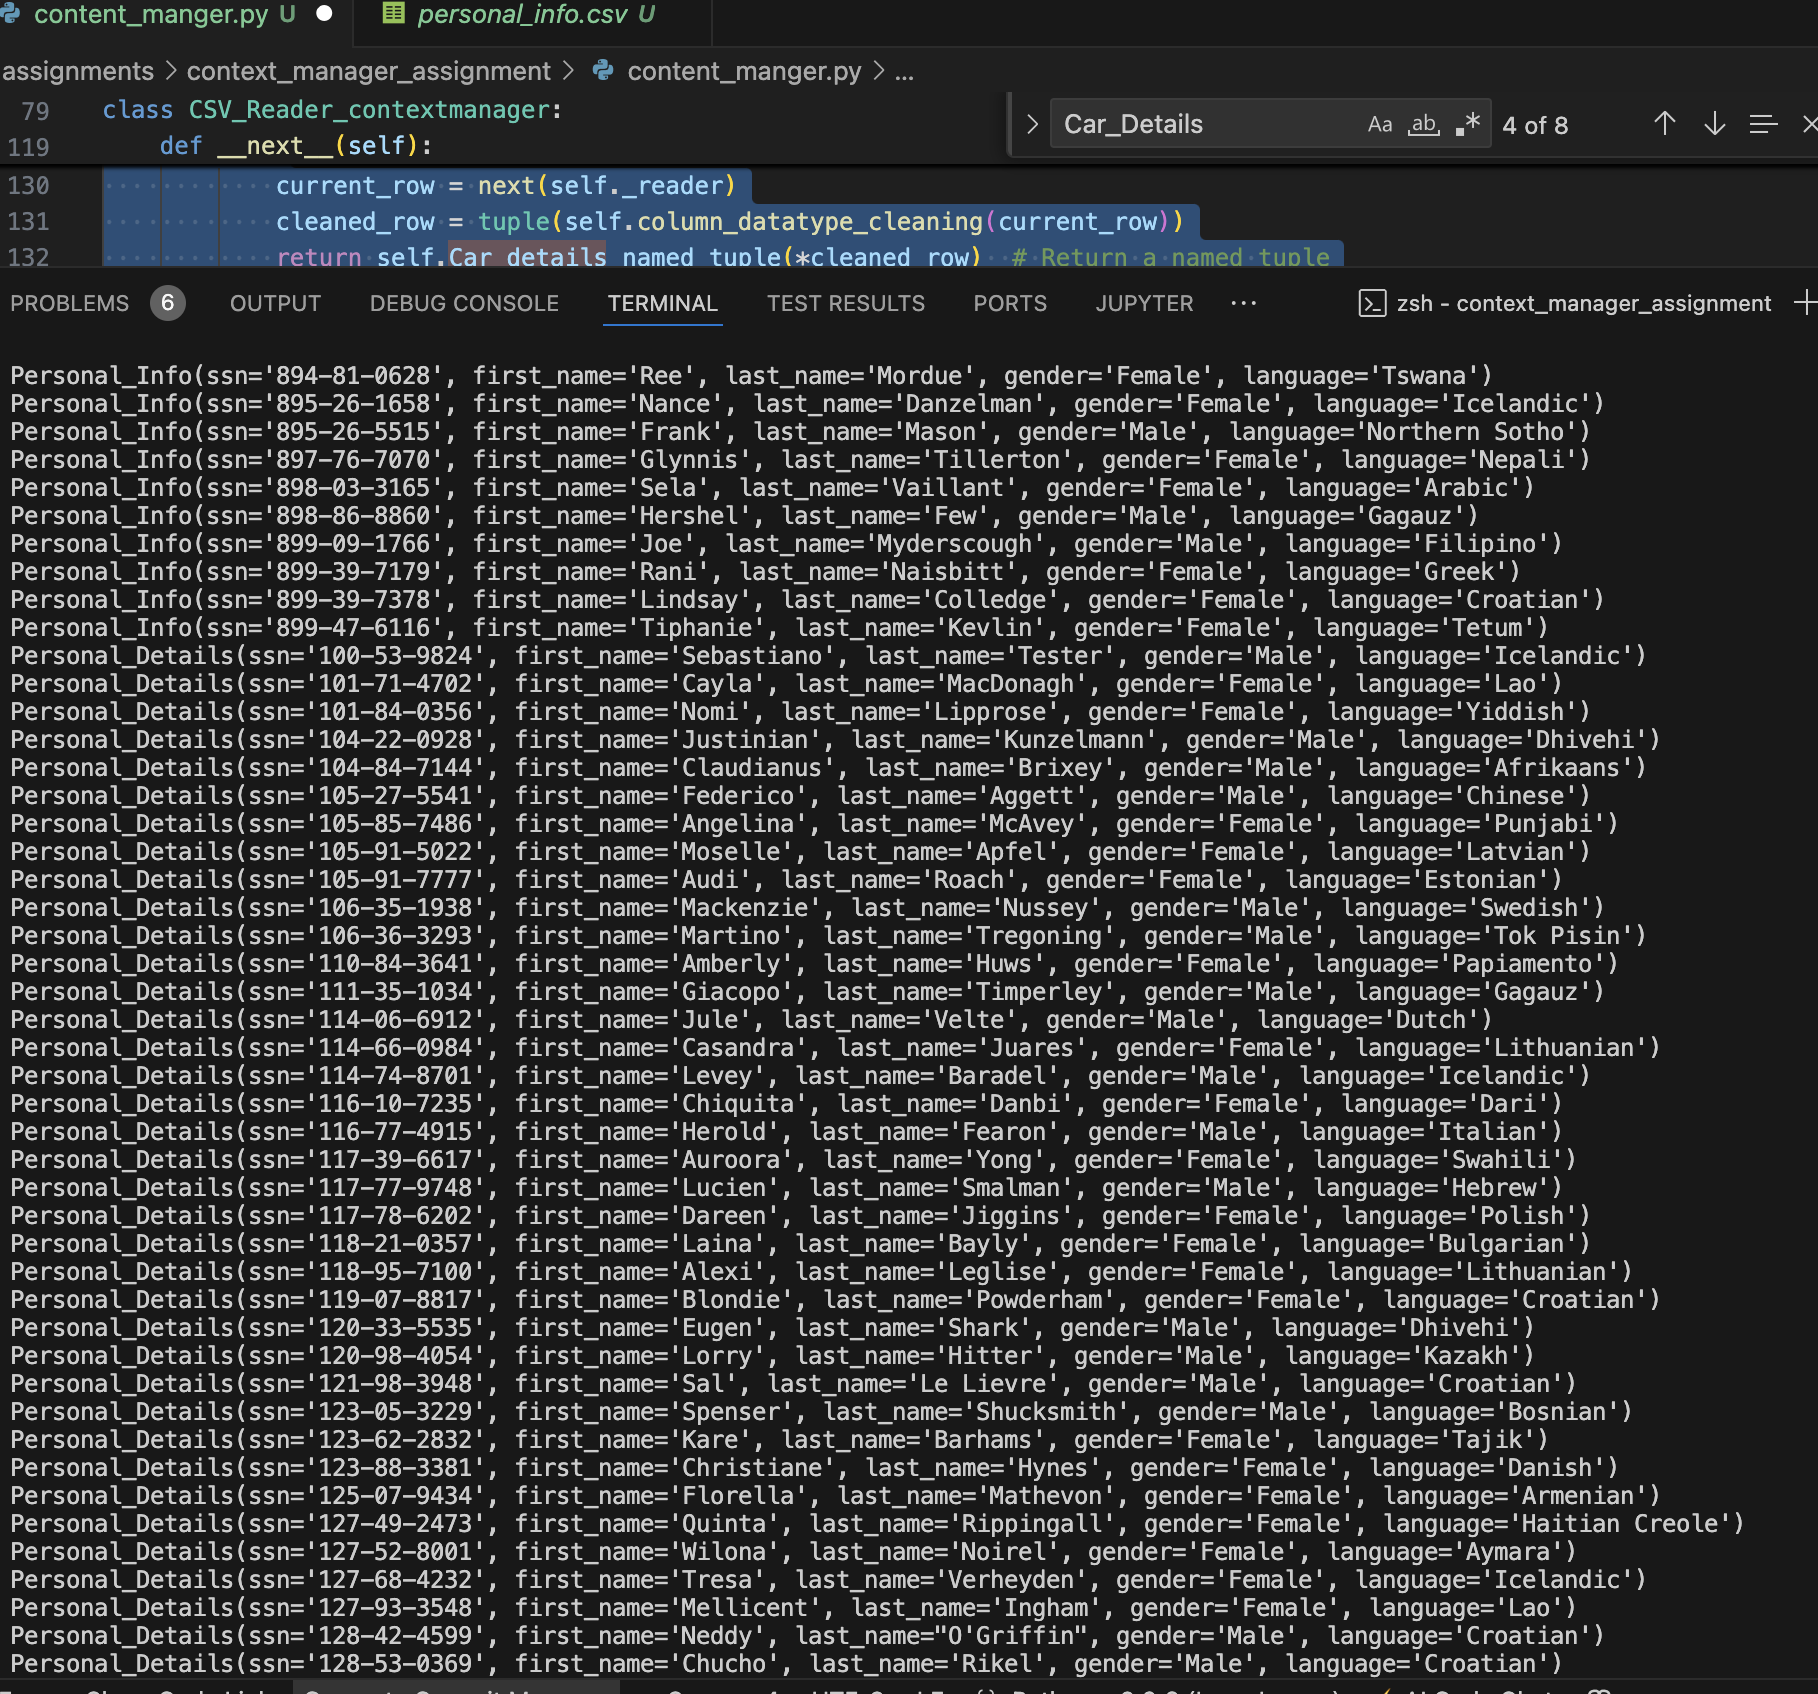 content_manger.py U
personal_info.csv U
assignments > context_manager_assignment > content_manger.py > ...
79 class CSV_Reader_contextmanager:
119 def __next__(self):
Car_Details Aa ab .* 4 of 8
130 current_row = next(self._reader)
131 cleaned_row = tuple(self.column_datatype_cleaning(current_row))
132 return self.Car_details_named_tuple(*cleaned_row) # Return a named tuple
PROBLEMS 6 OUTPUT DEBUG CONSOLE TERMINAL TEST RESULTS PORTS JUPYTER ... zsh - context_manager_assignment
Personal_Info(ssn='894-81-0628', first_name='Ree', last_name='Mordue', gender='Female', language='Tswana')
Personal_Info(ssn='895-26-1658', first_name='Nance', last_name='Danzelman', gender='Female', language='Icelandic')
Personal_Info(ssn='895-26-5515', first_name='Frank', last_name='Mason', gender='Male', language='Northern Sotho')
Personal_Info(ssn='897-76-7070', first_name='Glynnis', last_name='Tillerton', gender='Female', language='Nepali')
Personal_Info(ssn='898-03-3165', first_name='Sela', last_name='Vaillant', gender='Female', language='Arabic')
Personal_Info(ssn='898-86-8860', first_name='Hershel', last_name='Few', gender='Male', language='Gagauz')
Personal_Info(ssn='899-09-1766', first_name='Joe', last_name='Myderscough', gender='Male', language='Filipino')
Personal_Info(ssn='899-39-7179', first_name='Rani', last_name='Naisbitt', gender='Female', language='Greek')
Personal_Info(ssn='899-39-7378', first_name='Lindsay', last_name='Colledge', gender='Female', language='Croatian')
Personal_Info(ssn='899-47-6116', first_name='Tiphanie', last_name='Kevlin', gender='Female', language='Tetum')
Personal_Details(ssn='100-53-9824', first_name='Sebastiano', last_name='Tester', gender='Male', language='Icelandic')
Personal_Details(ssn='101-71-4702', first_name='Cayla', last_name='MacDonagh', gender='Female', language='Lao')
Personal_Details(ssn='101-84-0356', first_name='Nomi', last_name='Lipprose', gender='Female', language='Yiddish')
Personal_Details(ssn='104-22-0928', first_name='Justinian', last_name='Kunzelmann', gender='Male', language='Dhivehi')
Personal_Details(ssn='104-84-7144', first_name='Claudianus', last_name='Brixey', gender='Male', language='Afrikaans')
Personal_Details(ssn='105-27-5541', first_name='Federico', last_name='Aggett', gender='Male', language='Chinese')
Personal_Details(ssn='105-85-7486', first_name='Angelina', last_name='McAvey', gender='Female', language='Punjabi')
Personal_Details(ssn='105-91-5022', first_name='Moselle', last_name='Apfel', gender='Female', language='Latvian')
Personal_Details(ssn='105-91-7777', first_name='Audi', last_name='Roach', gender='Female', language='Estonian')
Personal_Details(ssn='106-35-1938', first_name='Mackenzie', last_name='Nussey', gender='Male', language='Swedish')
Personal_Details(ssn='106-36-3293', first_name='Martino', last_name='Tregoning', gender='Male', language='Tok Pisin')
Personal_Details(ssn='110-84-3641', first_name='Amberly', last_name='Huws', gender='Female', language='Papiamento')
Personal_Details(ssn='111-35-1034', first_name='Giacopo', last_name='Timperley', gender='Male', language='Gagauz')
Personal_Details(ssn='114-06-6912', first_name='Jule', last_name='Velte', gender='Male', language='Dutch')
Personal_Details(ssn='114-66-0984', first_name='Casandra', last_name='Juares', gender='Female', language='Lithuanian')
Personal_Details(ssn='114-74-8701', first_name='Levey', last_name='Baradel', gender='Male', language='Icelandic')
Personal_Details(ssn='116-10-7235', first_name='Chiquita', last_name='Danbi', gender='Female', language='Dari')
Personal_Details(ssn='116-77-4915', first_name='Herold', last_name='Fearon', gender='Male', language='Italian')
Personal_Details(ssn='117-39-6617', first_name='Auroora', last_name='Yong', gender='Female', language='Swahili')
Personal_Details(ssn='117-77-9748', first_name='Lucien', last_name='Smalman', gender='Male', language='Hebrew')
Personal_Details(ssn='117-78-6202', first_name='Dareen', last_name='Jiggins', gender='Female', language='Polish')
Personal_Details(ssn='118-21-0357', first_name='Laina', last_name='Bayly', gender='Female', language='Bulgarian')
Personal_Details(ssn='118-95-7100', first_name='Alexi', last_name='Leglise', gender='Female', language='Lithuanian')
Personal_Details(ssn='119-07-8817', first_name='Blondie', last_name='Powderham', gender='Female', language='Croatian')
Personal_Details(ssn='120-33-5535', first_name='Eugen', last_name='Shark', gender='Male', language='Dhivehi')
Personal_Details(ssn='120-98-4054', first_name='Lorry', last_name='Hitter', gender='Male', language='Kazakh')
Personal_Details(ssn='121-98-3948', first_name='Sal', last_name='Le Lievre', gender='Male', language='Croatian')
Personal_Details(ssn='123-05-3229', first_name='Spenser', last_name='Shucksmith', gender='Male', language='Bosnian')
Personal_Details(ssn='123-62-2832', first_name='Kare', last_name='Barhams', gender='Female', language='Tajik')
Personal_Details(ssn='123-88-3381', first_name='Christiane', last_name='Hynes', gender='Female', language='Danish')
Personal_Details(ssn='125-07-9434', first_name='Florella', last_name='Mathevon', gender='Female', language='Armenian')
Personal_Details(ssn='127-49-2473', first_name='Quinta', last_name='Rippingall', gender='Female', language='Haitian Creole')
Personal_Details(ssn='127-52-8001', first_name='Wilona', last_name='Noirel', gender='Female', language='Aymara')
Personal_Details(ssn='127-68-4232', first_name='Tresa', last_name='Verheyden', gender='Female', language='Icelandic')
Personal_Details(ssn='127-93-3548', first_name='Mellicent', last_name='Ingham', gender='Female', language='Lao')
Personal_Details(ssn='128-42-4599', first_name='Neddy', last_name="O'Griffin", gender='Male', language='Croatian')
Personal_Details(ssn='128-53-0369', first_name='Chucho', last_name='Rikel', gender='Male', language='Croatian')